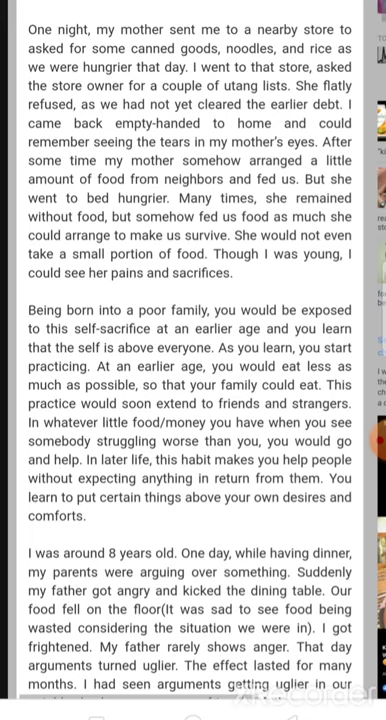 One night, my mother sent me to a nearby store to
asked for some canned goods, noodles, and rice as
we were hungrier that day. I went to that store, asked
the store owner for a couple of utang lists. She flatly
refused, as we had not yet cleared the earlier debt. I
came back empty-handed to home and could
remember seeing the tears in my mother's eyes. After
some time my mother somehow arranged a little
amount of food from neighbors and fed us. But she
went to bed hungrier. Many times, she remained
without food, but somehow fed us food as much she
could arrange to make us survive. She would not even
take a small portion of food. Though I was young, I
could see her pains and sacrifices.
Being born into a poor family, you would be exposed
to this self-sacrifice at an earlier age and you learn
that the self is above everyone. As you learn, you start
practicing. At an earlier age, you would eat less as
much as possible, so that your family could eat. This
practice would soon extend to friends and strangers.
In whatever little food/money you have when you see
somebody struggling worse than you, you would go
and help. In later life, this habit makes you help people
without expecting anything in return from them. You
learn to put certain things above your own desires and
comforts.
I was around 8 years old. One day, while having dinner,
my parents were arguing over something. Suddenly
my father got angry and kicked the dining table. Our
food fell on the floor(It was sad to see food being
wasted considering the situation we were in). I got
frightened. My father rarely shows anger. That day
arguments turned uglier. The effect lasted for many
months. I had seen arguments getting uglier in our